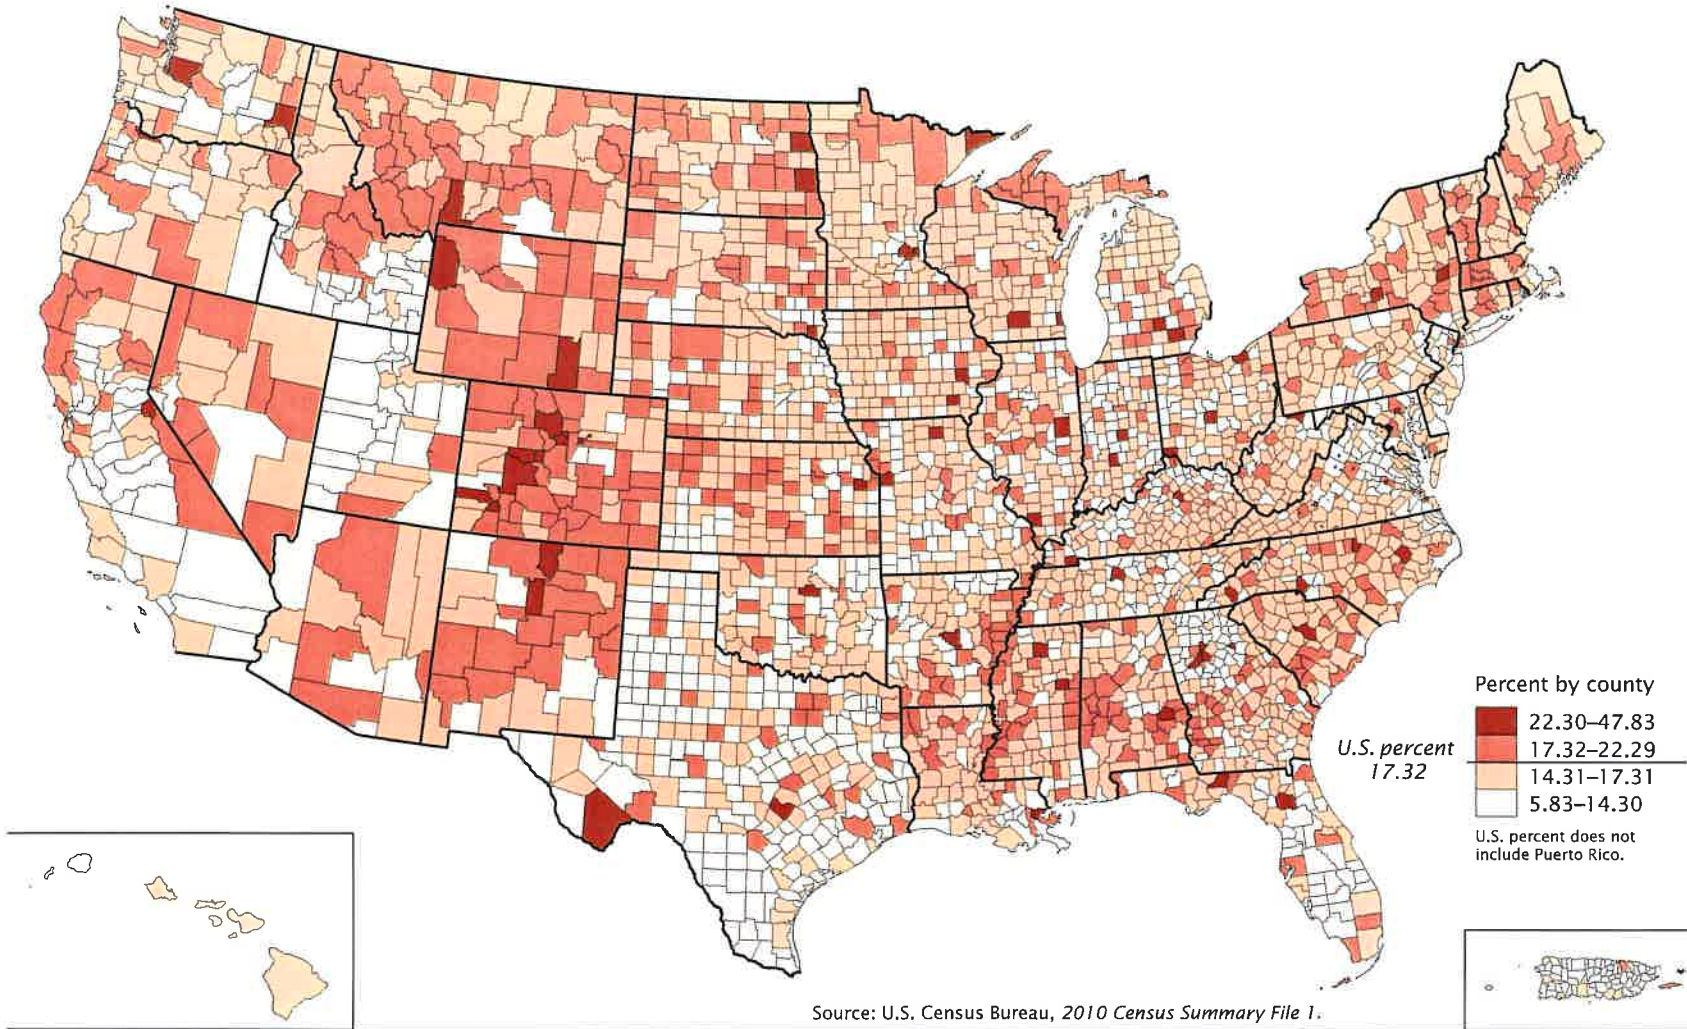 Percent by county
22.30–47.83
17.32–22.29
14.31–17.31
5.83–14.30
U.S. percent
17.32
U.S. percent does not
include Puerto Rico.
Source: U.S. Census Bureau, 2010 Census Summary File 1.